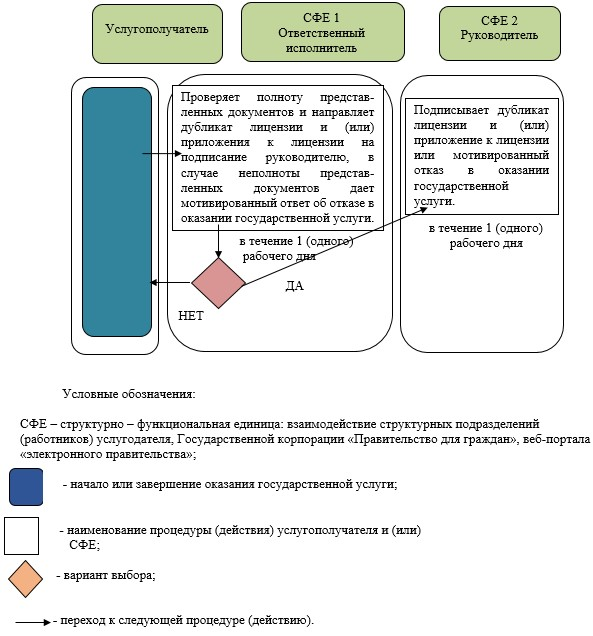 Услугополучатель
СФЕ 1
Ответственный
исполнитель
СФЕ 2
Руководитель
Проверяет полноту представ-
ленных документов и направляет
дубликат лицензии и (или)
приложения к лицензии на
подписание руководителю, в
случае неполноты представ-
ленных документов дает
мотивированный ответ об отказе в
оказании государственной услуги.
в течение 1 (одного)
рабочего дня
Подписывает дубликат
лицензии и (или)
приложение к лицензии
или мотивированный
отказ в оказании
государственной
услуги.
в течение 1 (одного)
рабочего дня
ДА
НЕТ
Условные обозначения:
СФЕ – структурно – функциональная единица: взаимодействие структурных подразделений
(работников) услугодателя, Государственной корпорации «Правительство для граждан», веб-портала
«электронного правительства»;
- начало или завершение оказания государственной услуги;
- наименование процедуры (действия) услугополучателя и (или)
СФЕ;
- вариант выбора;
- переход к следующей процедуре (действию).